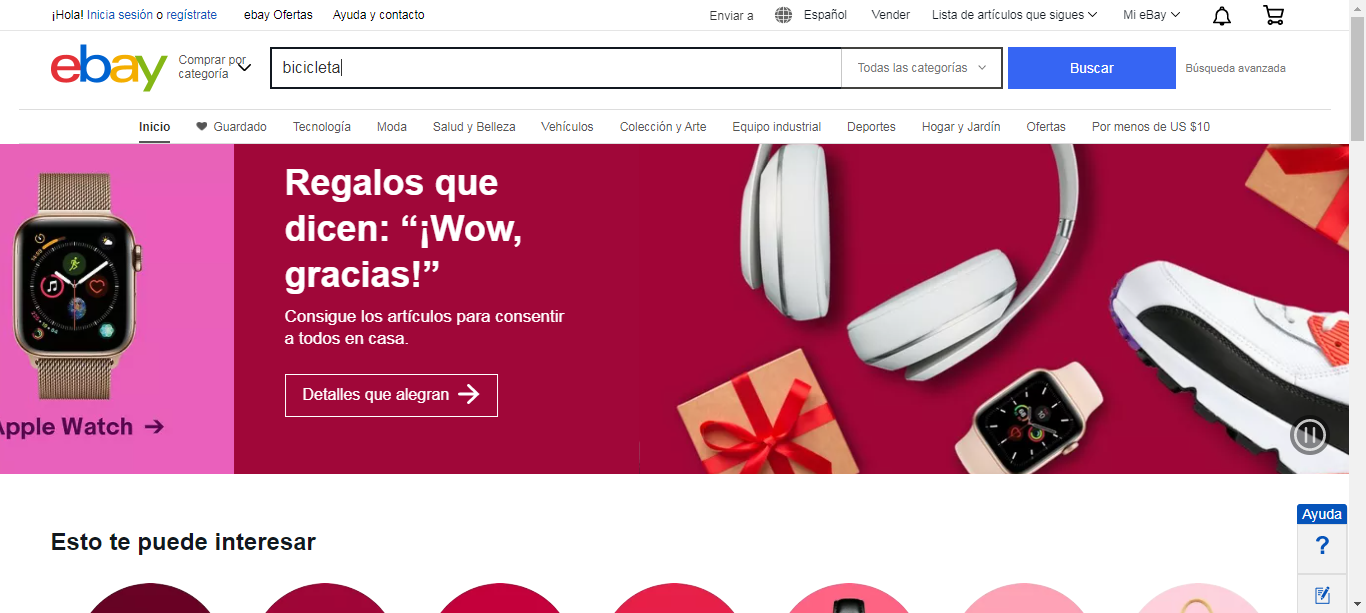 ¡Hola! Inicia sesión o regístrate ebay Ofertas Ayuda y contacto Enviar a Español Vender Lista de artículos que sigues Mi eBay
ebay Comprar por categoría bicicleta Todas las categorías Buscar Búsqueda avanzada
Inicio Guardado Tecnología Moda Salud y Belleza Vehículos Colección y Arte Equipo industrial Deportes Hogar y Jardín Ofertas Por menos de US $10
Regalos que
dicen: “¡Wow,
gracias!”
Consigue los artículos para consentir
a todos en casa.
Detalles que alegran
Apple Watch
Ayuda
?
Esto te puede interesar